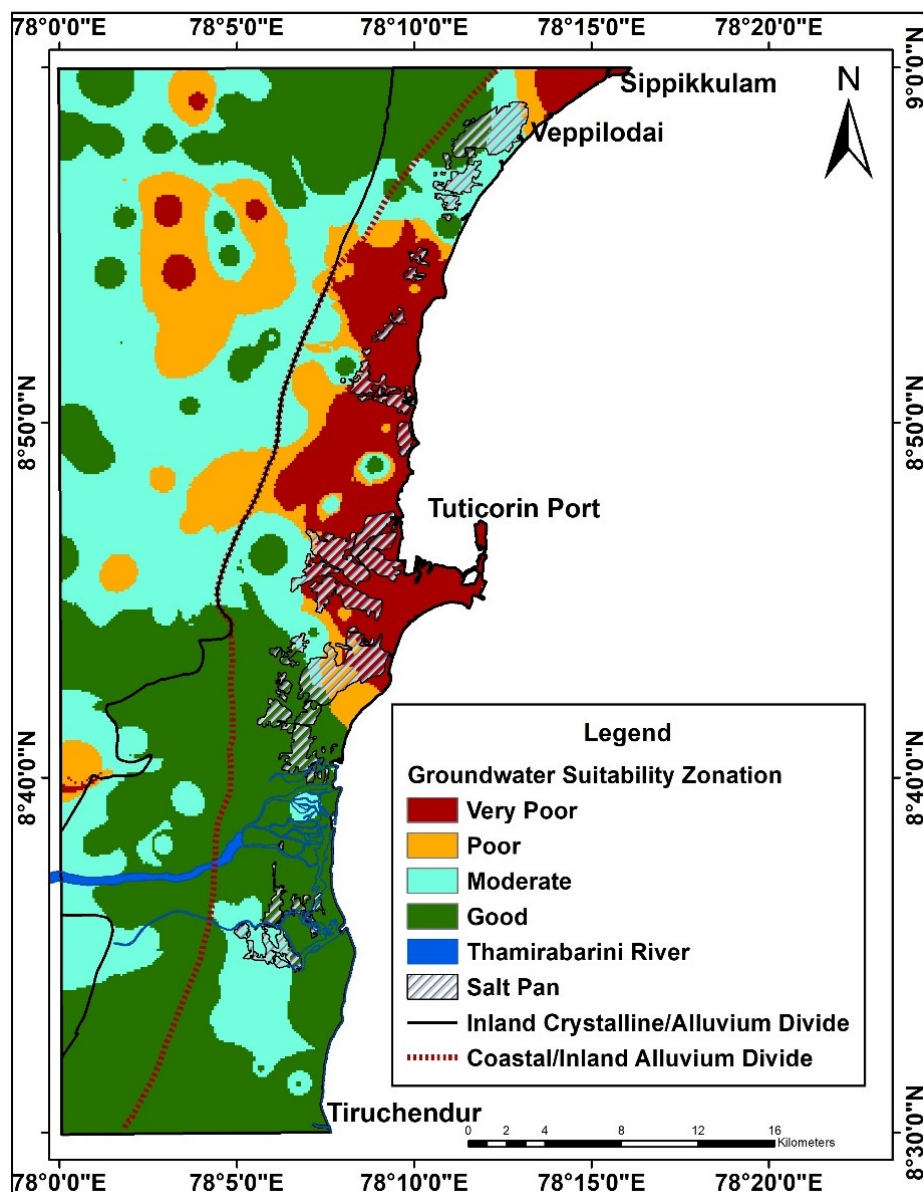 78°0'0"E 78°5'0"E 78°10'0"E 78°15'0"E 78°20'0"E
9°0'0"N
9°0'0"N
N
Sippikkulam
Veppilodai
8°50'0"N
8°50'0"N
Tuticorin Port
Legend
Groundwater Suitability Zonation
Very Poor
Poor
Moderate
Good
Thamirabarini River
Salt Pan
Inland Crystalline/Alluvium Divide
Coastal/Inland Alluvium Divide
8°40'0"N
8°40'0"N
Tiruchendur
0 2 4 8 12 16
Kilometers
8°30'0"N
78°0'0"E 78°5'0"E 78°10'0"E 78°15'0"E 78°20'0"E